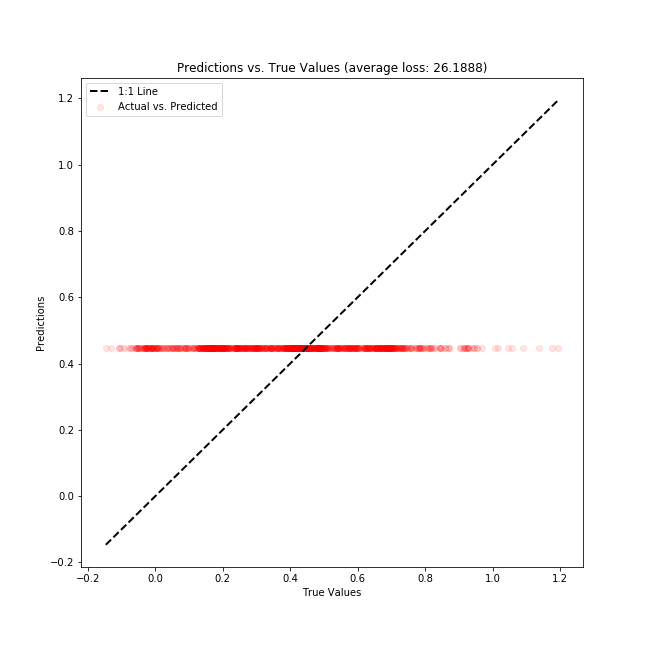 Predictions vs. True Values (average loss: 26.1888)
1:1 Line
Actual vs. Predicted
1.2
1.0
0.8
0.6
0.4
0.2
0.0
−0.2
Predictions
−0.2 0.0 0.2 0.4 0.6 0.8 1.0 1.2
True Values